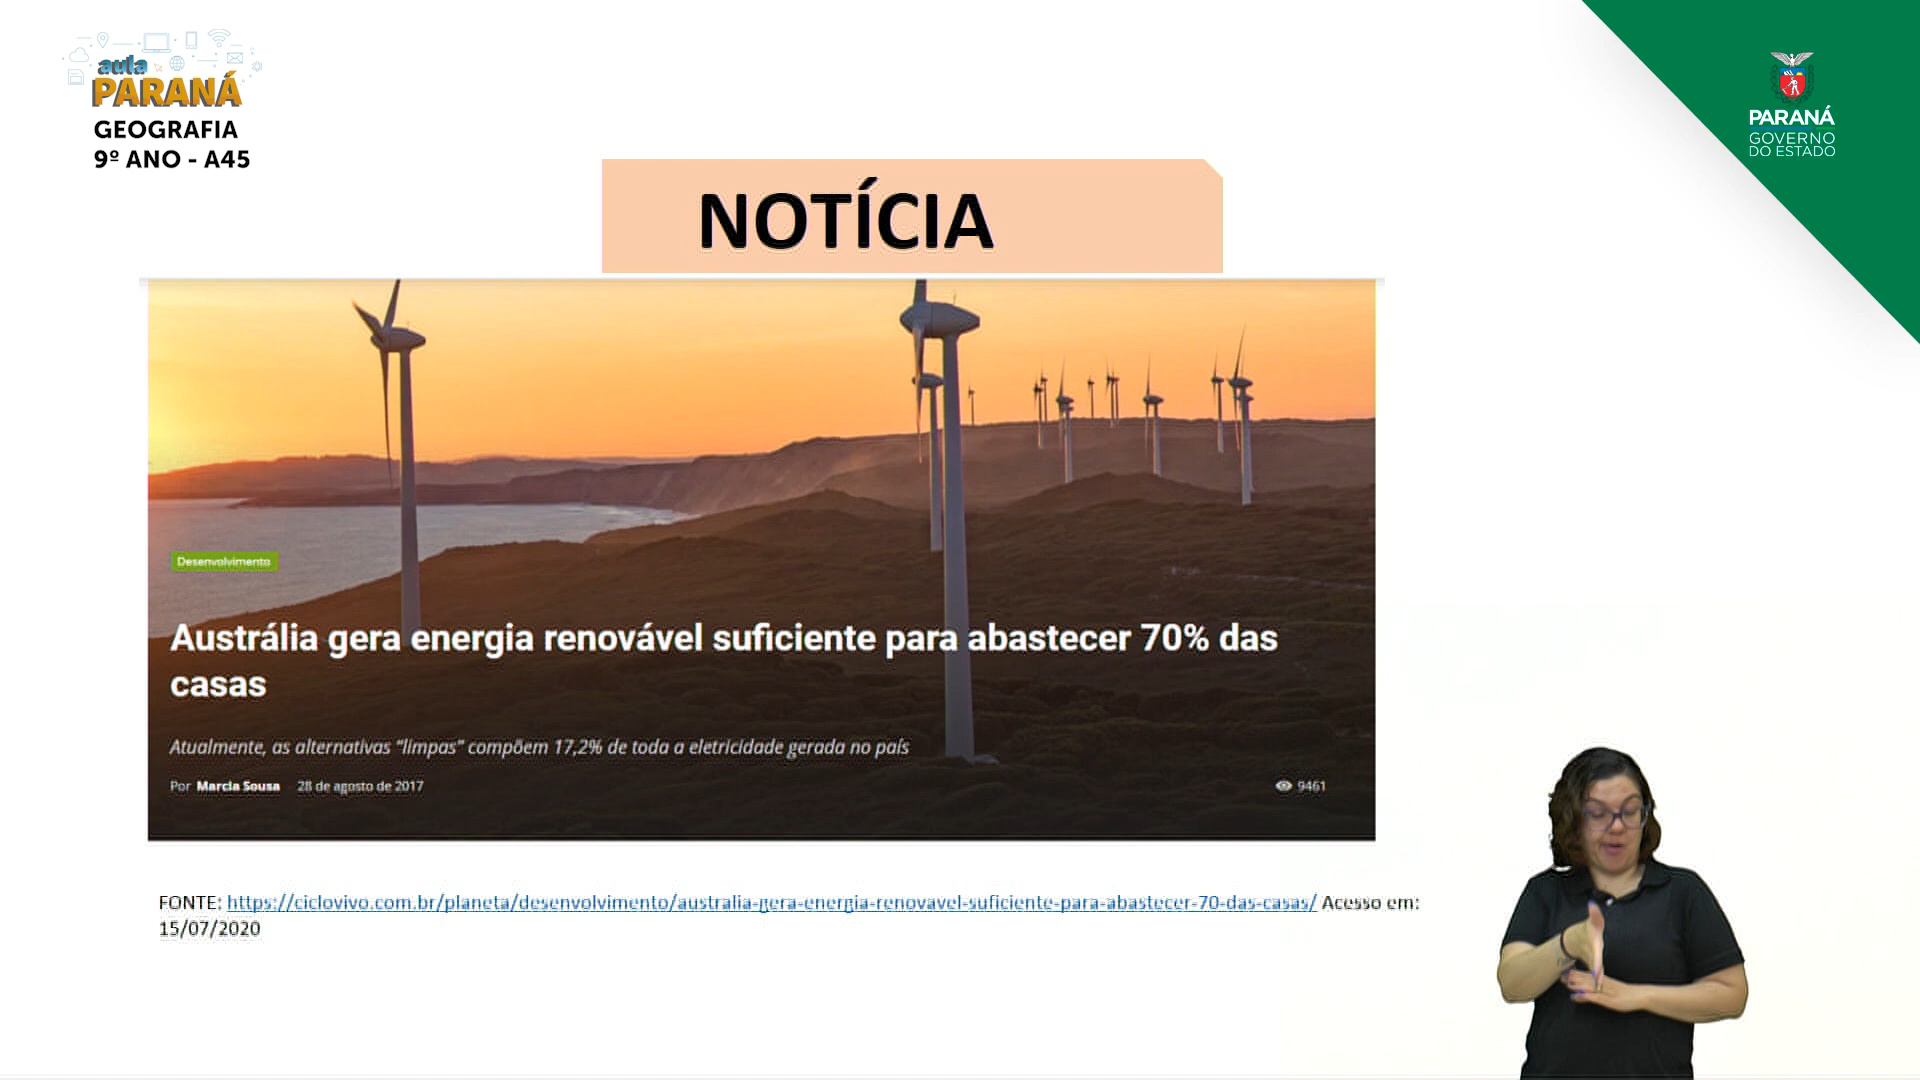 aula
PARANÁ
GEOGRAFIA
9º ANO - A45
PARANÁ
GOVERNO
DO ESTADO
NOTÍCIA
Desenvolvimento
Austrália gera energia renovável suficiente para abastecer 70% das
casas
Atualmente, as alternativas “limpas” compõem 17,2% de toda a eletricidade gerada no país
Por Marcia Sousa 28 de agosto de 2017 9461
FONTE: https://ciclovivo.com.br/planeta/desenvolvimento/australia-gera-energia-renovavel-suficiente-para-abastecer-70-das-casas/ Acesso em:
15/07/2020